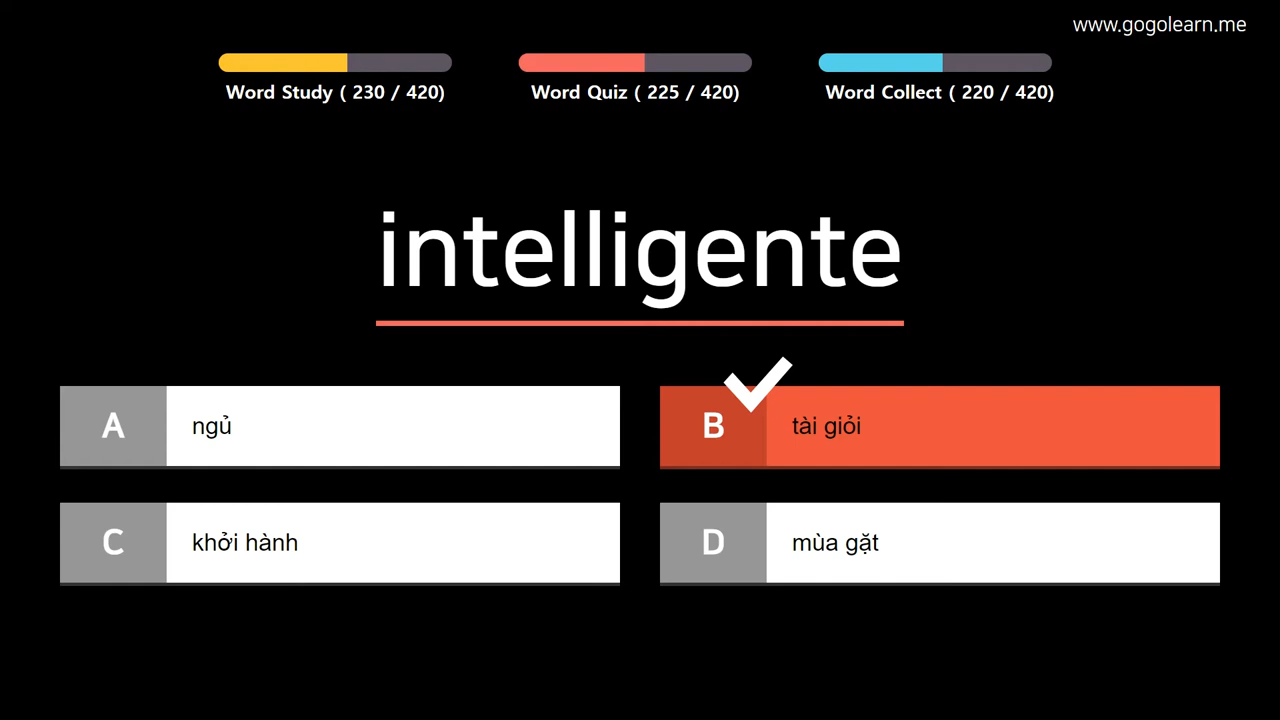 www.gogolearn.me
Word Study ( 230 / 420)
Word Quiz ( 225 / 420)
Word Collect ( 220 / 420)
intelligente
A ngủ
B tài giỏi
C khởi hành
D mùa gặt